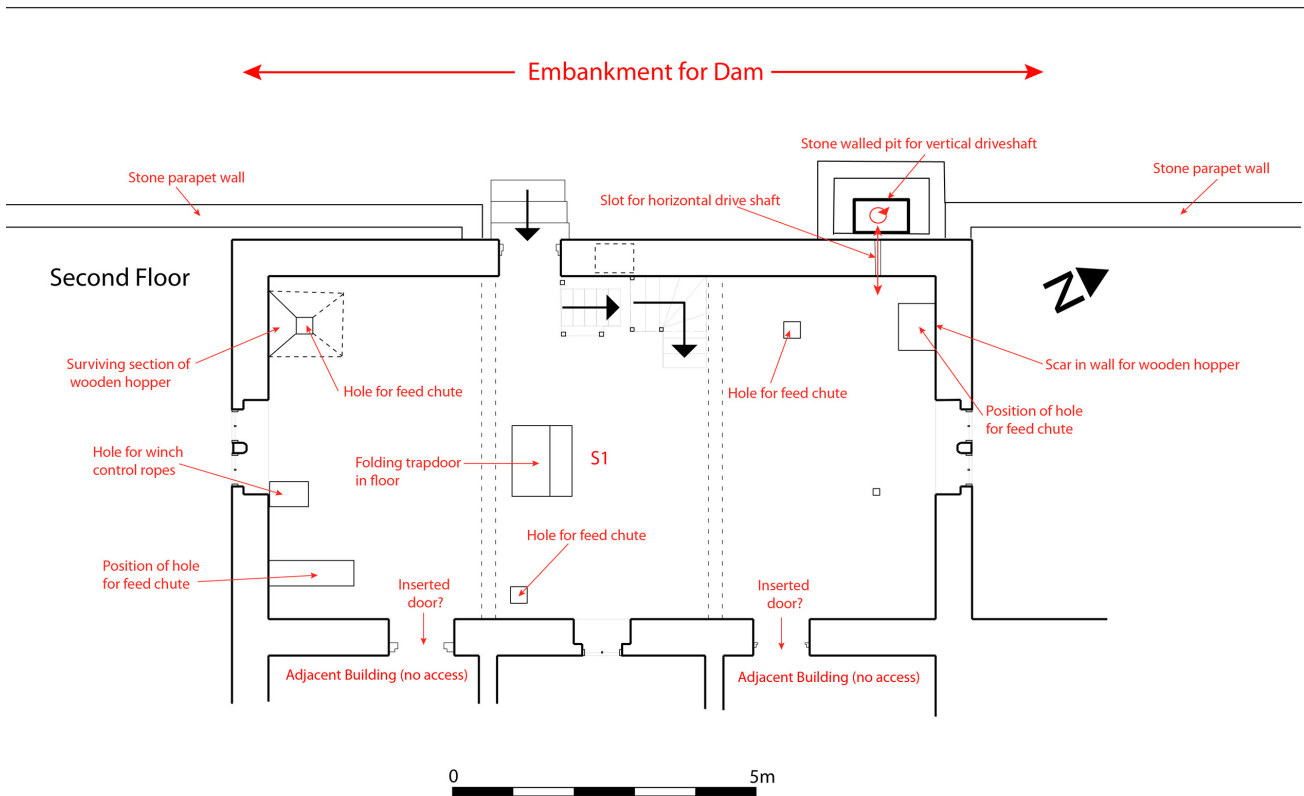 Embankment for Dam
Stone walled pit for vertical driveshaft
Stone parapet wall
Stone parapet wall
Slot for horizontal drive shaft
Second Floor
N
Surviving section of
wooden hopper
Hole for feed chute
Hole for feed chute
Scar in wall for wooden hopper
Position of hole
for feed chute
Hole for winch
control ropes
Folding trapdoor
in floor
S1
Hole for feed chute
Position of hole
for feed chute
Inserted
door?
Inserted
door?
Adjacent Building (no access)
Adjacent Building (no access)
0
5m